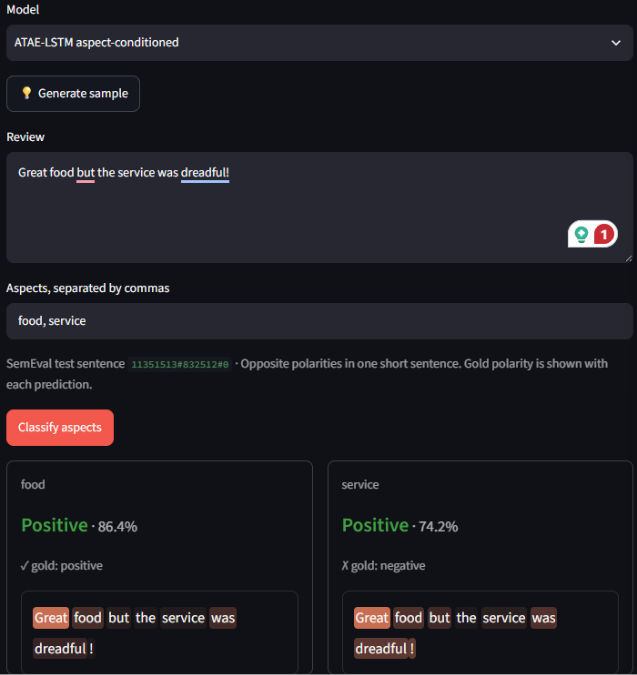 Model
ATAE-LSTM aspect-conditioned
💡 Generate sample
Review
Great food but the service was dreadful!
1
Aspects, separated by commas
food, service
SemEval test sentence 11351513#832512#0 · Opposite polarities in one short sentence. Gold polarity is shown with
each prediction.
Classify aspects
food
Positive · 86.4%
✓ gold: positive
Great food but the service was
dreadful !
service
Positive · 74.2%
✗ gold: negative
Great food but the service was
dreadful !